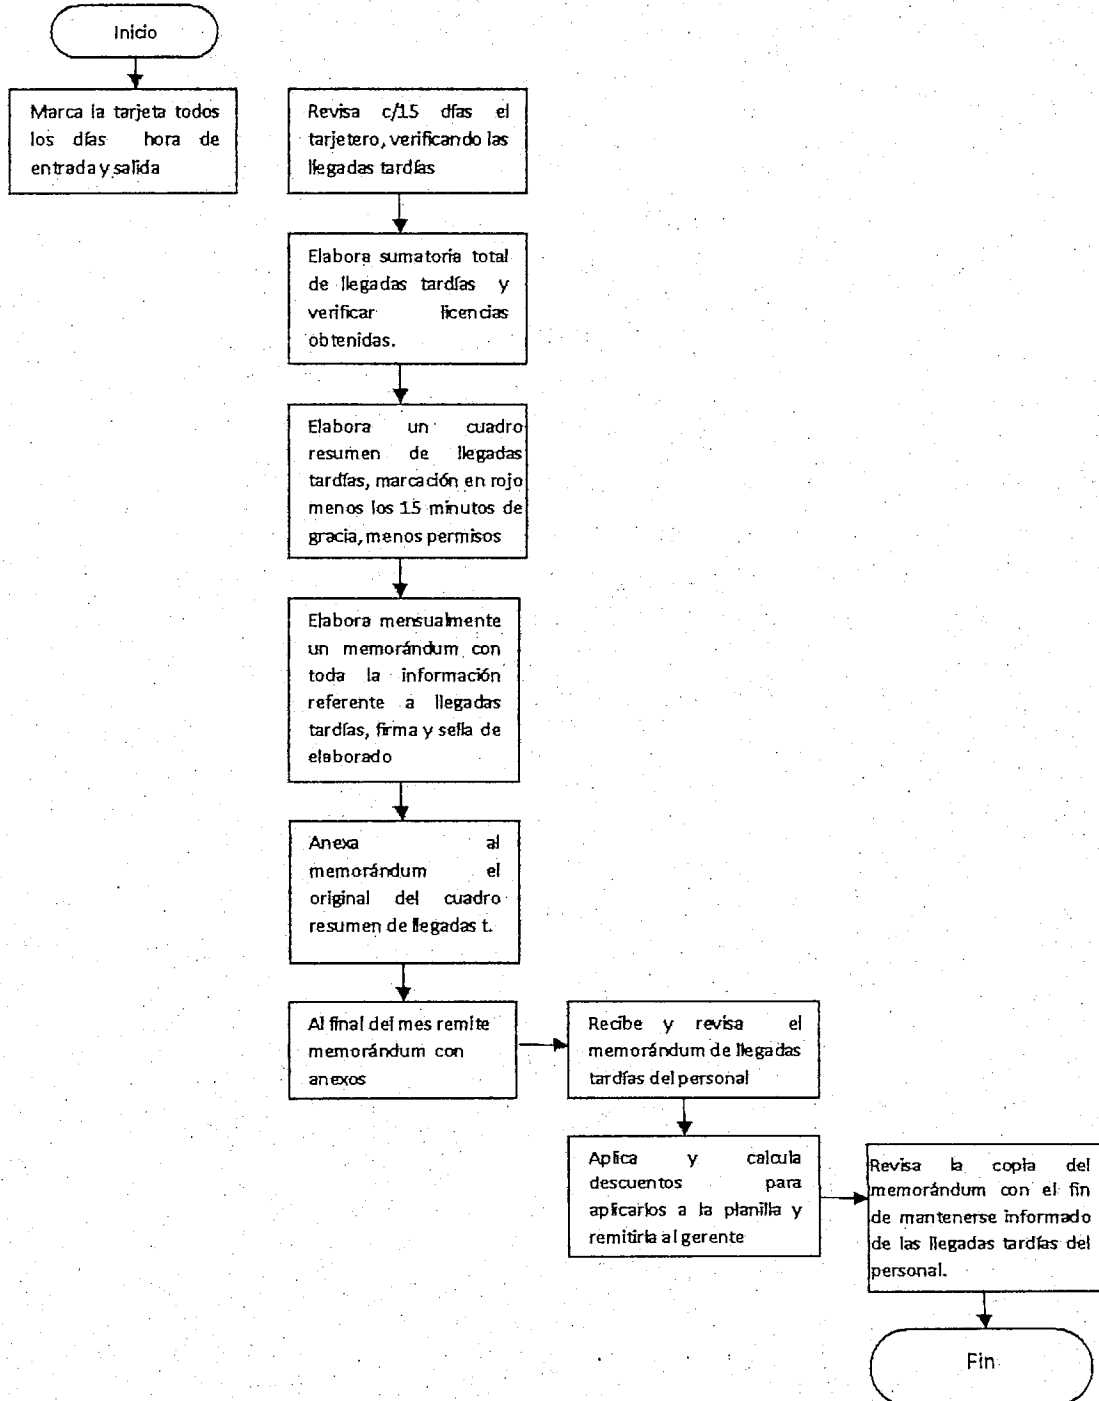 Inicio
Marca la tarjeta todos
los días hora de
entrada y salida
Revisa c/15 días el
tarjetero, verificando las
llegadas tardías
Elabora sumatoria total
de llegadas tardías y
verificar licencias
obtenidas.
Elabora un cuadro
resumen de llegadas
tardías, marcación en rojo
menos los 15 minutos de
gracia, menos permisos
Elabora mensualmente
un memorándum con
toda la información
referente a llegadas
tardías, firma y sella de
elaborado
Anexa al
memorándum el
original del cuadro
resumen de llegadas t.
Al final del mes remite
memorándum con
anexos
Recibe y revisa el
memorándum de llegadas
tardías del personal
Aplica y calcula
descuentos para
aplicarlos a la planilla y
remitirla al gerente
Revisa la copia del
memorándum con el fin
de mantenerse informado
de las llegadas tardías del
personal.
Fin